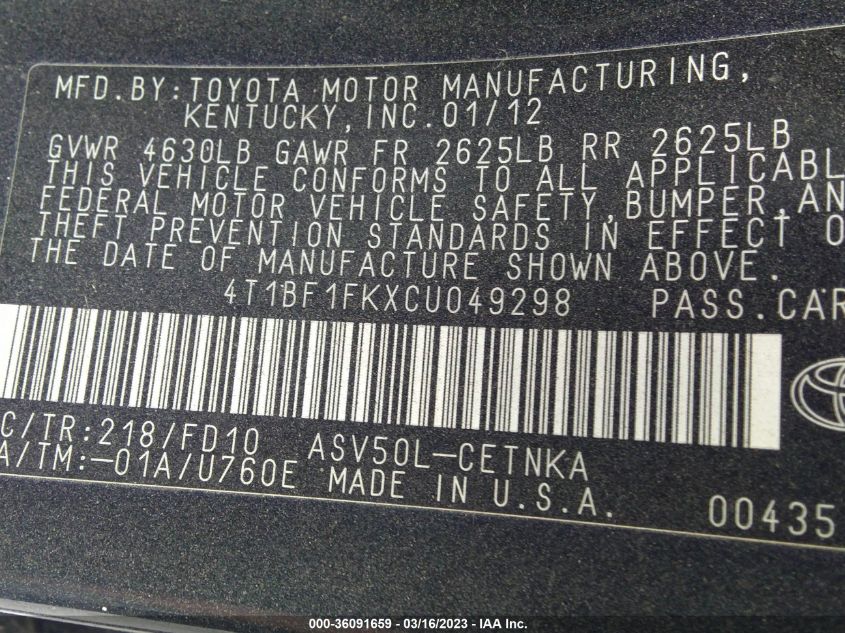 MFD.BY:TOYOTA MOTOR MANUFACTURING,
KENTUCKY,INC.01/12
GVWR 4630LB GAWR FR 2625LB RR 2625LB
THIS VEHICLE CONFORMS TO ALL APPLICABL
FEDERAL MOTOR VEHICLE SAFETY,BUMPER,AN
THEFT PREVENTION STANDARDS IN EFFECT O
THE DATE OF MANUFACTURE SHOWN ABOVE.
4T1BF1FKXCU049298 PASS.CAR
C/TR:218/FD10 ASV50L-CETNKA
A/TM:-01A/U760E MADE IN U.S.A. 00435
000-36091659 — 03/16/2023 — IAA Inc.